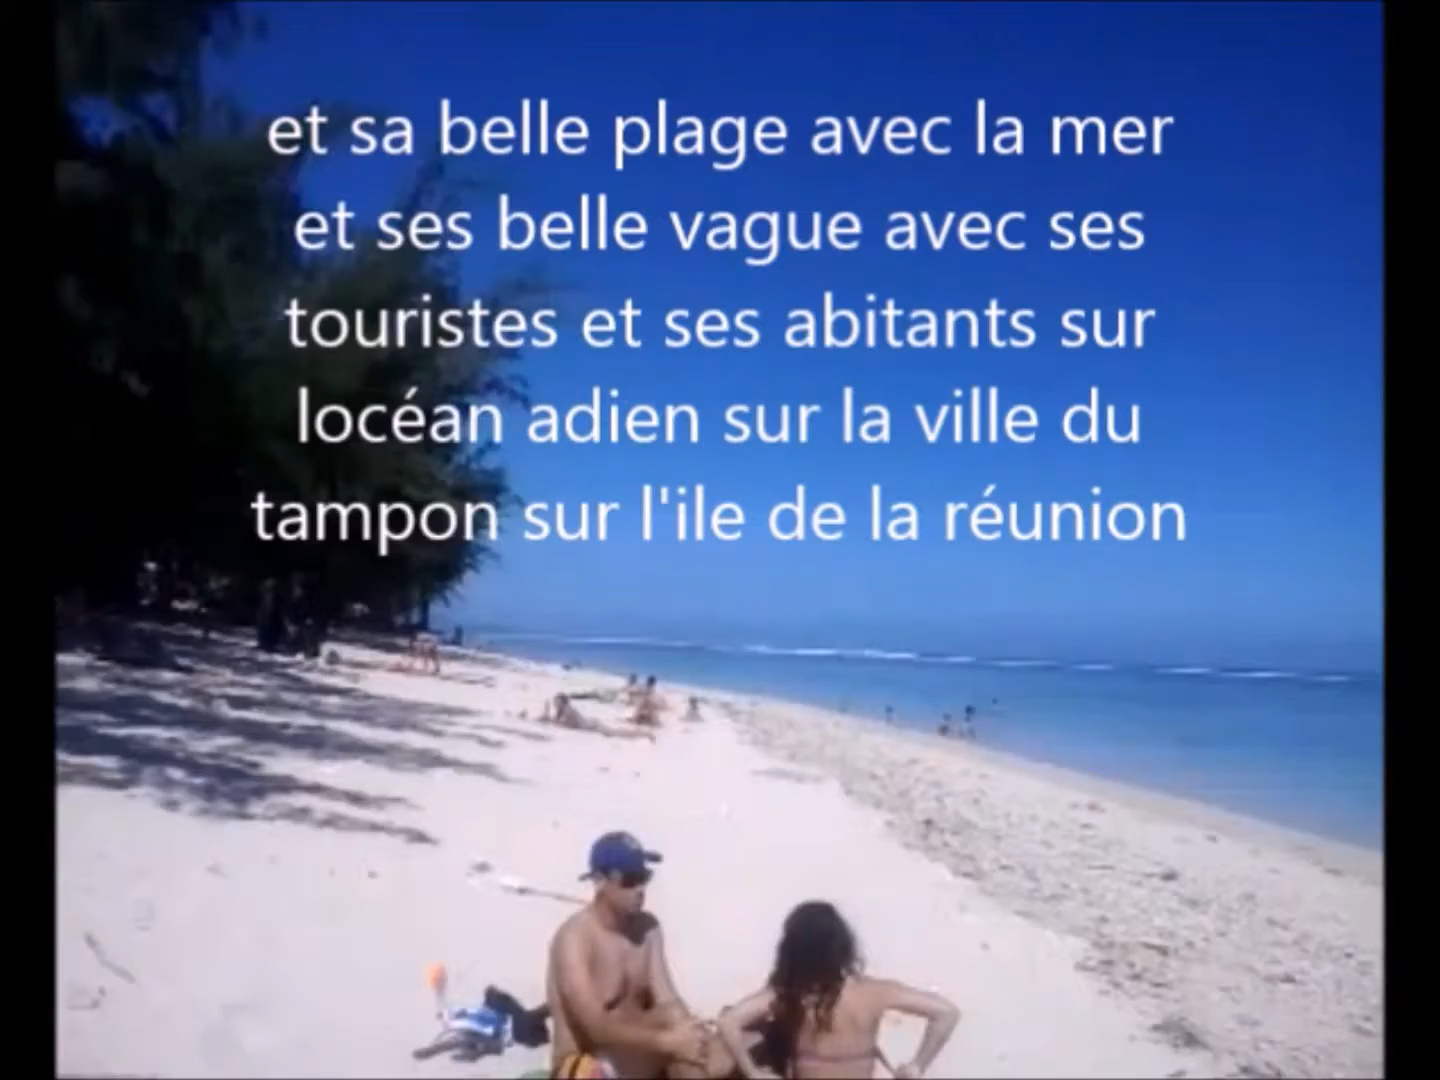 et sa belle plage avec la mer
et ses belle vague avec ses
touristes et ses abitants sur
locéan adien sur la ville du
tampon sur l'ile de la réunion